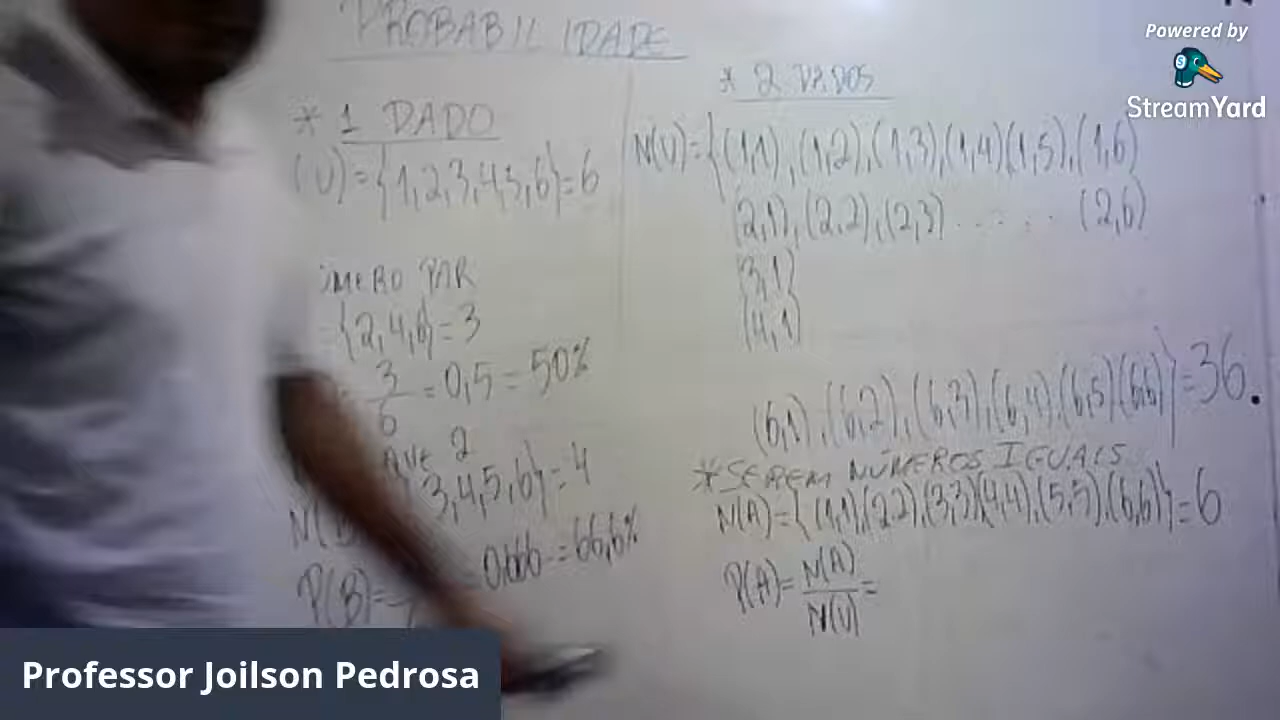 PROBABILIDADE
* 1 DADO
(U)={1,2,3,4,5,6}=6
MERO PAR
={2,4,6}=3
3/6=0,5=50%
QUE 2
3,4,5,6}=4
P(B)= =0,666=66,6%
* 2 DADOS
N(U)={(1,1),(1,2),(1,3),(1,4)(1,5),(1,6)
(2,1),(2,2),(2,3)........(2,6)
(3,1)
(4,1)
(6,1),(6,2),(6,3),(6,4),(6,5)(6,6)}=36.
*SEREM NÚMEROS IGUAIS
N(A)={(1,1)(2,2),(3,3)(4,4),(5,5),(6,6)}=6
P(A)=N(A)/N(U)=
Powered by
StreamYard
Professor Joilson Pedrosa